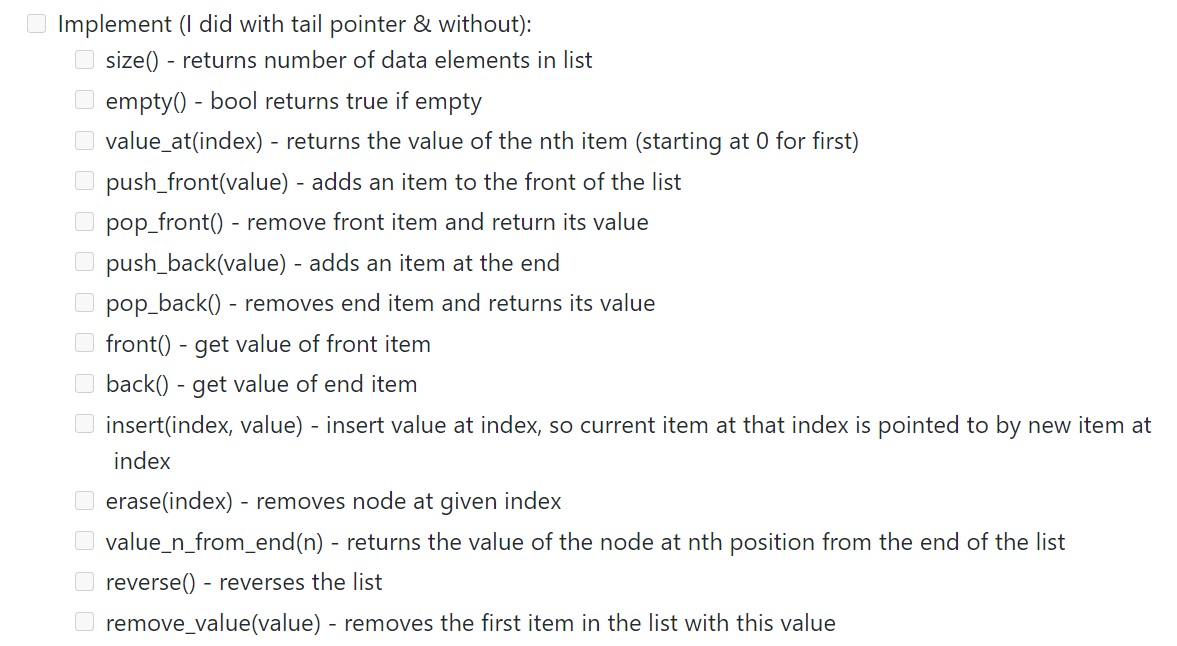 Implement (I did with tail pointer & without):
size() - returns number of data elements in list
empty() - bool returns true if empty
value_at(index) - returns the value of the nth item (starting at 0 for first)
push_front(value) - adds an item to the front of the list
pop_front() - remove front item and return its value
push_back(value) - adds an item at the end
pop_back() - removes end item and returns its value
front() - get value of front item
back() - get value of end item
insert(index, value) - insert value at index, so current item at that index is pointed to by new item at
index
erase(index) - removes node at given index
value_n_from_end(n) - returns the value of the node at nth position from the end of the list
reverse() - reverses the list
remove_value(value) - removes the first item in the list with this value